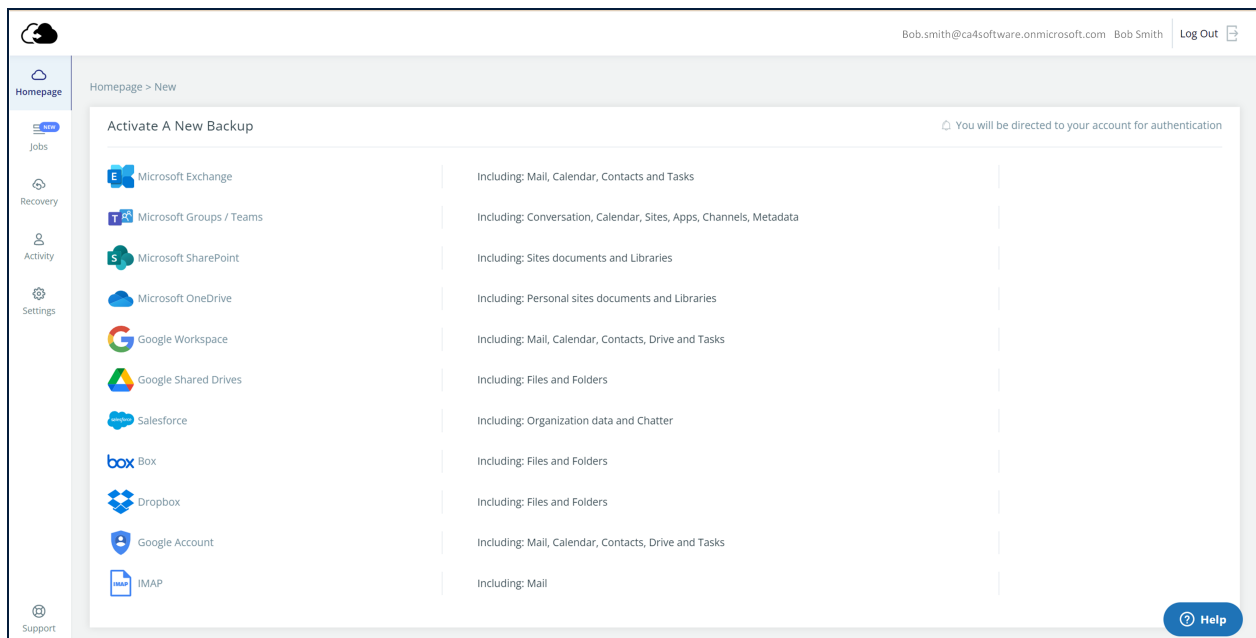 Bob.smith@ca4software.onmicrosoft.com Bob Smith Log Out
Homepage
NEW
Jobs
Recovery
Activity
Settings
Support
Homepage > New
Activate A New Backup
You will be directed to your account for authentication
E Microsoft Exchange Including: Mail, Calendar, Contacts and Tasks
T Microsoft Groups / Teams Including: Conversation, Calendar, Sites, Apps, Channels, Metadata
S Microsoft SharePoint Including: Sites documents and Libraries
Microsoft OneDrive Including: Personal sites documents and Libraries
Google Workspace Including: Mail, Calendar, Contacts, Drive and Tasks
Google Shared Drives Including: Files and Folders
salesforce Salesforce Including: Organization data and Chatter
box Box Including: Files and Folders
Dropbox Including: Files and Folders
Google Account Including: Mail, Calendar, Contacts, Drive and Tasks
IMAP IMAP Including: Mail
Help